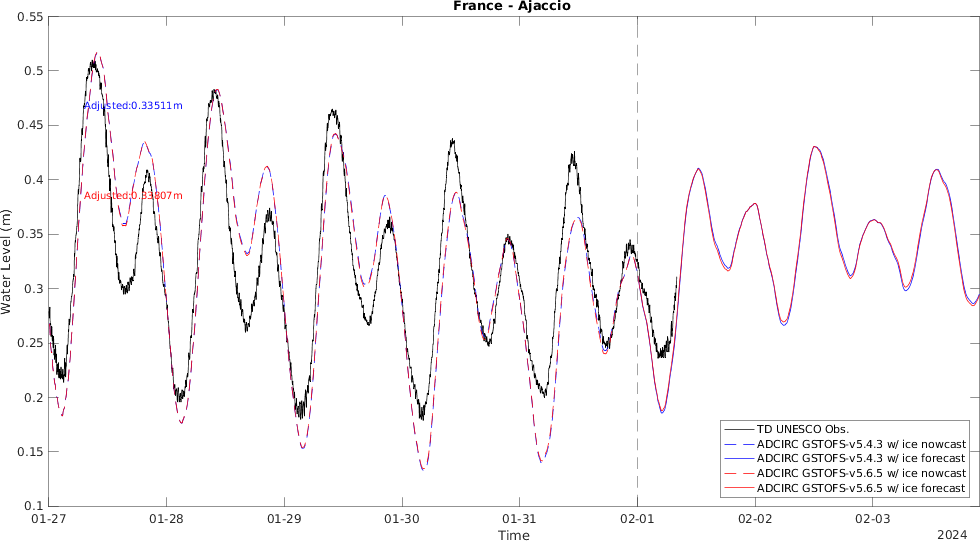 France - Ajaccio
0.55
0.5
0.45
0.4
0.35
0.3
0.25
0.2
0.15
0.1
Water Level (m)
Adjusted:0.33511m
Adjusted:0.33807m
TD UNESCO Obs.
ADCIRC GSTOFS-v5.4.3 w/ ice nowcast
ADCIRC GSTOFS-v5.4.3 w/ ice forecast
ADCIRC GSTOFS-v5.6.5 w/ ice nowcast
ADCIRC GSTOFS-v5.6.5 w/ ice forecast
01-27 01-28 01-29 01-30 01-31 02-01 02-02 02-03
Time
2024